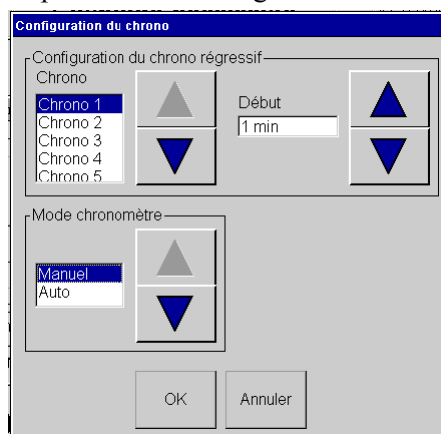 Configuration du chrono
Configuration du chrono régressif
Chrono
Chrono 1
Chrono 2
Chrono 3
Chrono 4
Chrono 5
Début
1 min
Mode chronomètre
Manuel
Auto
OK
Annuler